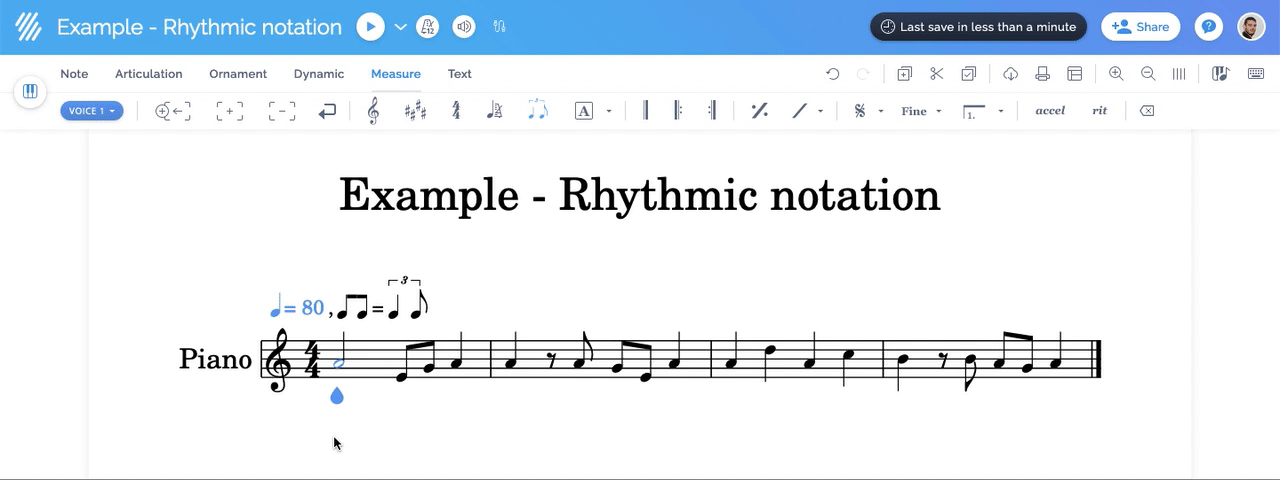 Example - Rhythmic notation
Last save in less than a minute
Share
Note Articulation Ornament Dynamic Measure Text
VOICE 1 A Fine 1. accel rit
Example - Rhythmic notation
3
= 80 , =
Piano
4
4